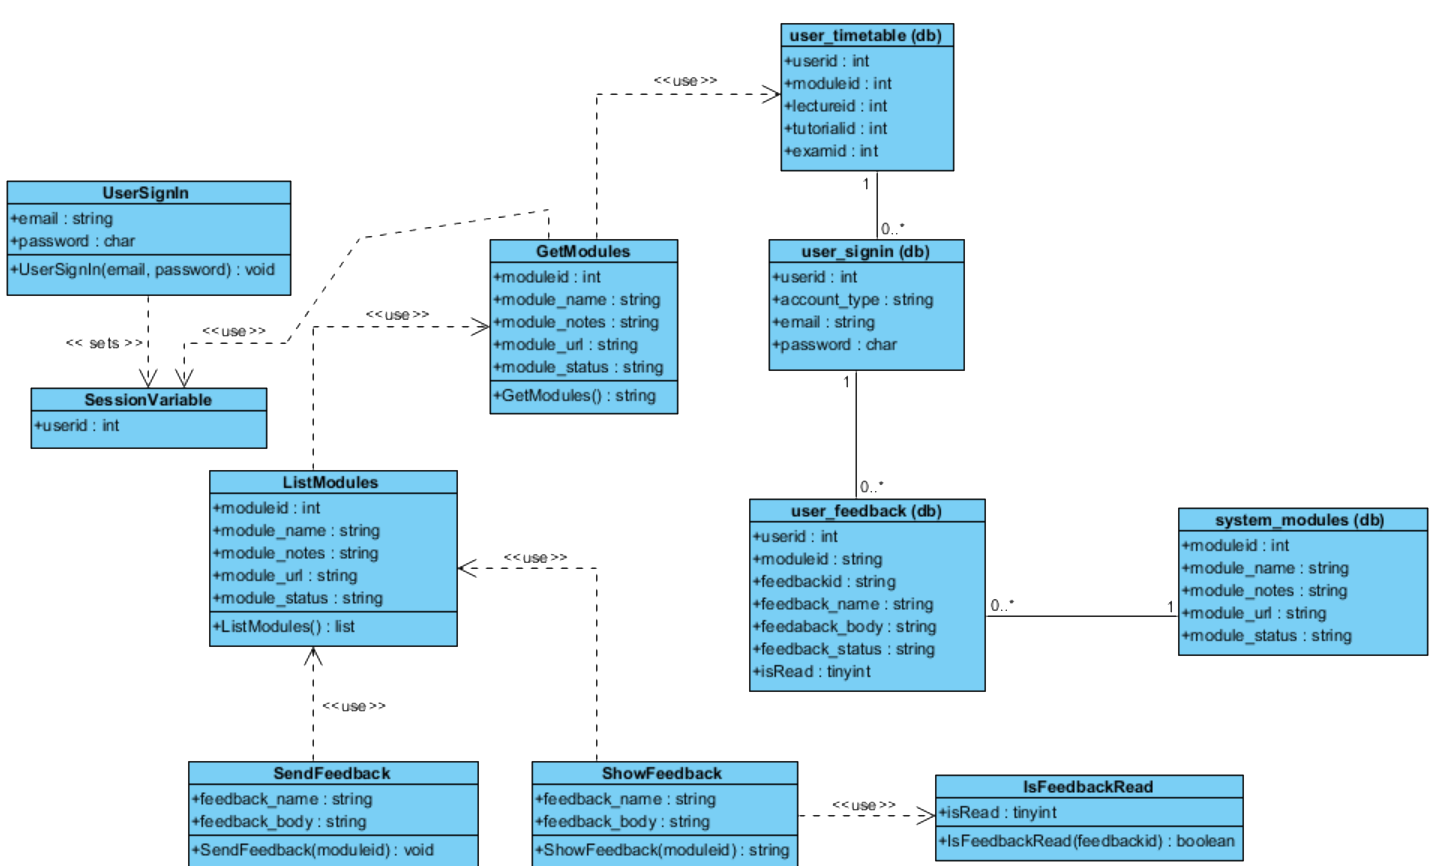 user_timetable (db)
+userid : int
+moduleid : int
+lectureid : int
+tutorialid : int
+examid : int
<<use>>
1
0..*
UserSignIn
+email : string
+password : char
+UserSignIn(email, password) : void
<< sets >>
<<use>>
SessionVariable
+userid : int
GetModules
+moduleid : int
+module_name : string
+module_notes : string
+module_url : string
+module_status : string
+GetModules() : string
<<use>>
user_signin (db)
+userid : int
+account_type : string
+email : string
+password : char
1
0..*
ListModules
+moduleid : int
+module_name : string
+module_notes : string
+module_url : string
+module_status : string
+ListModules() : list
<<use>>
user_feedback (db)
+userid : int
+moduleid : string
+feedbackid : string
+feedback_name : string
+feedaback_body : string
+feedback_status : string
+isRead : tinyint
0..*
1
system_modules (db)
+moduleid : int
+module_name : string
+module_notes : string
+module_url : string
+module_status : string
<<use>>
SendFeedback
+feedback_name : string
+feedback_body : string
+SendFeedback(moduleid) : void
ShowFeedback
+feedback_name : string
+feedback_body : string
+ShowFeedback(moduleid) : string
<<use>>
IsFeedbackRead
+isRead : tinyint
+IsFeedbackRead(feedbackid) : boolean